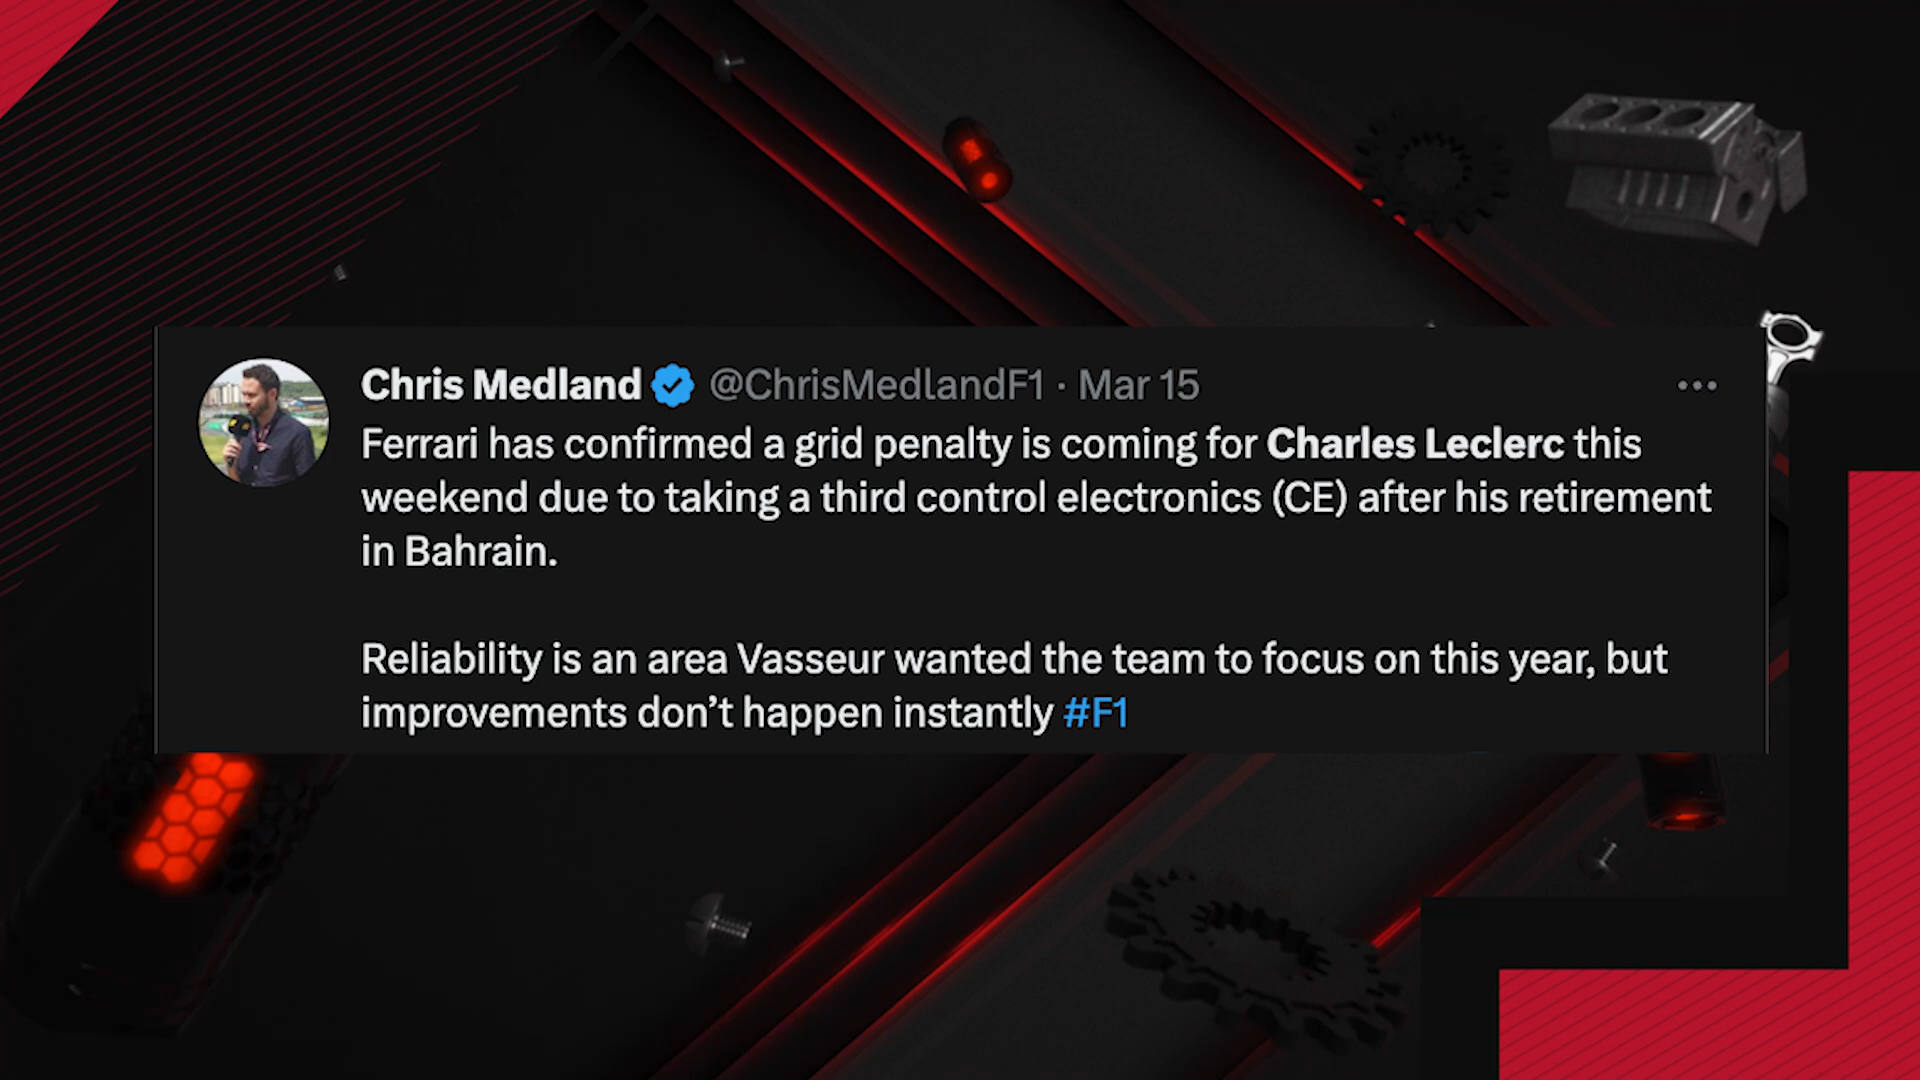 Chris Medland @ChrisMedlandF1 · Mar 15
Ferrari has confirmed a grid penalty is coming for Charles Leclerc this
weekend due to taking a third control electronics (CE) after his retirement
in Bahrain.
Reliability is an area Vasseur wanted the team to focus on this year, but
improvements don’t happen instantly #F1